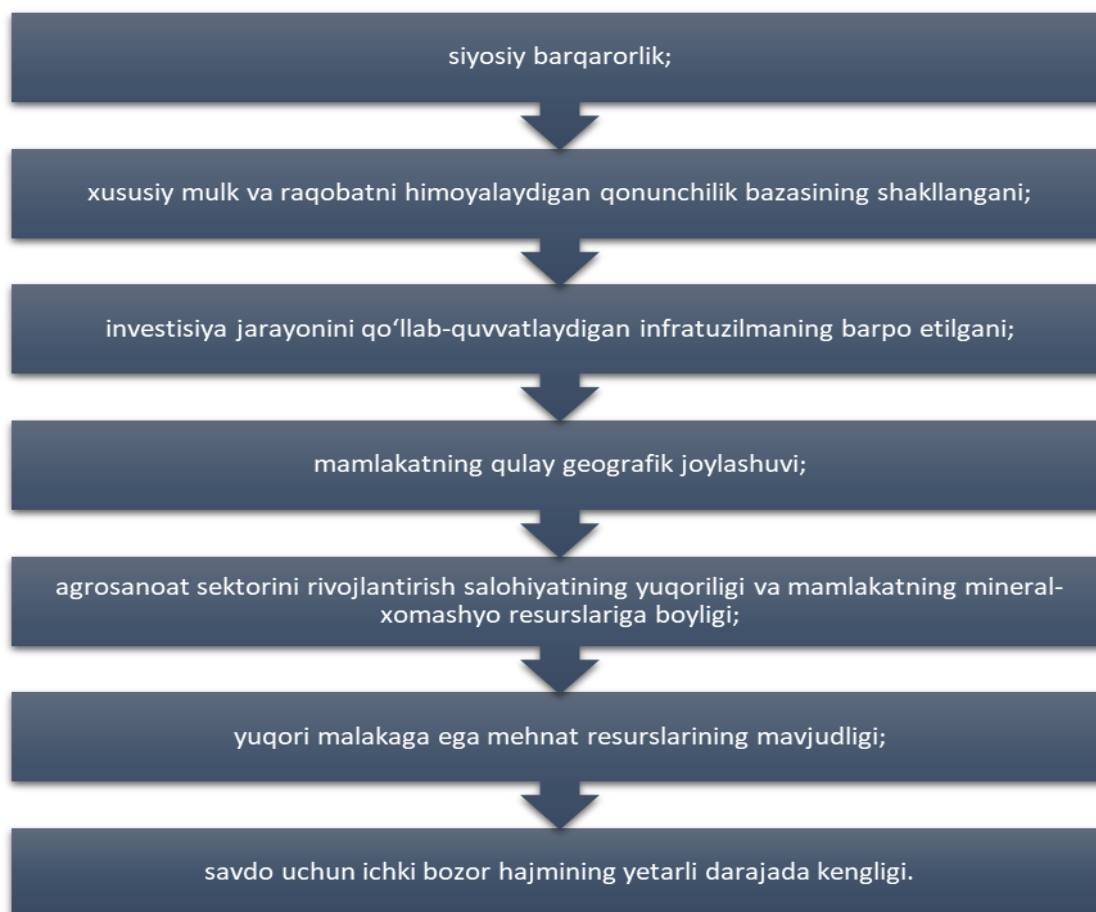 siyosiy barqarorlik;
xususiy mulk va raqobatni himoyalaydigan qonunchilik bazasining shakllangani;
investisiya jarayonini qo‘llab-quvvatlaydigan infratuzilmaning barpo etilgani;
mamlakatning qulay geografik joylashuvi;
agrosanoat sektorini rivojlantirish salohiyatining yuqoriligi va mamlakatning mineral-
xomashyo resurslariga boyligi;
yuqori malakaga ega mehnat resurslarining mavjudligi;
savdo uchun ichki bozor hajmining yetarli darajada kengligi.